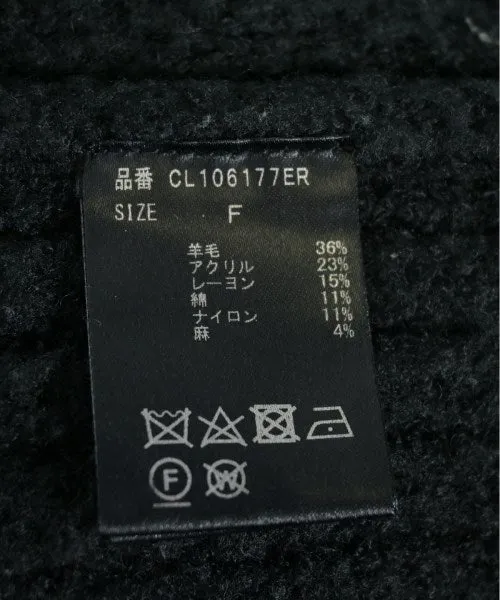 品番 CL106177ER
SIZE F
羊毛 36%
アクリル 23%
レーヨン 15%
綿 11%
ナイロン 11%
麻 4%
F
W